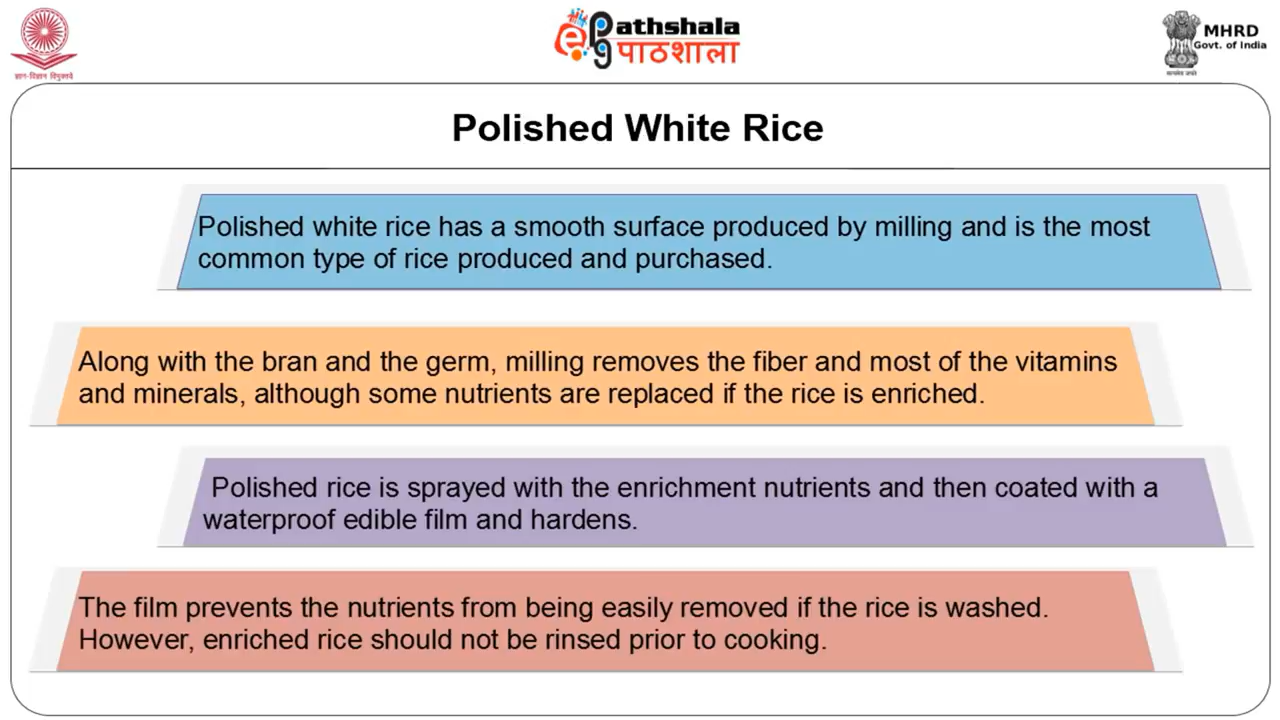 ज्ञान-विज्ञान विमुक्तये
ePathshala
पाठशाला
MHRD
Govt. of India
सत्यमेव जयते
Polished White Rice
Polished white rice has a smooth surface produced by milling and is the most
common type of rice produced and purchased.
Along with the bran and the germ, milling removes the fiber and most of the vitamins
and minerals, although some nutrients are replaced if the rice is enriched.
Polished rice is sprayed with the enrichment nutrients and then coated with a
waterproof edible film and hardens.
The film prevents the nutrients from being easily removed if the rice is washed.
However, enriched rice should not be rinsed prior to cooking.